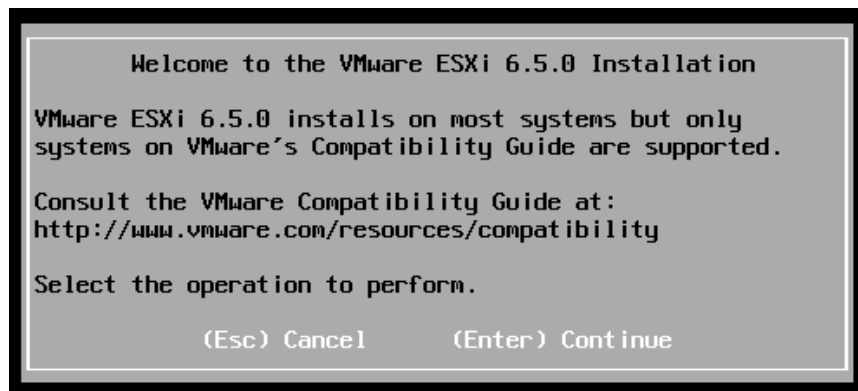 Welcome to the VMware ESXi 6.5.0 Installation
VMware ESXi 6.5.0 installs on most systems but only
systems on VMware's Compatibility Guide are supported.
Consult the VMware Compatibility Guide at:
http://www.vmware.com/resources/compatibility
Select the operation to perform.
(Esc) Cancel (Enter) Continue